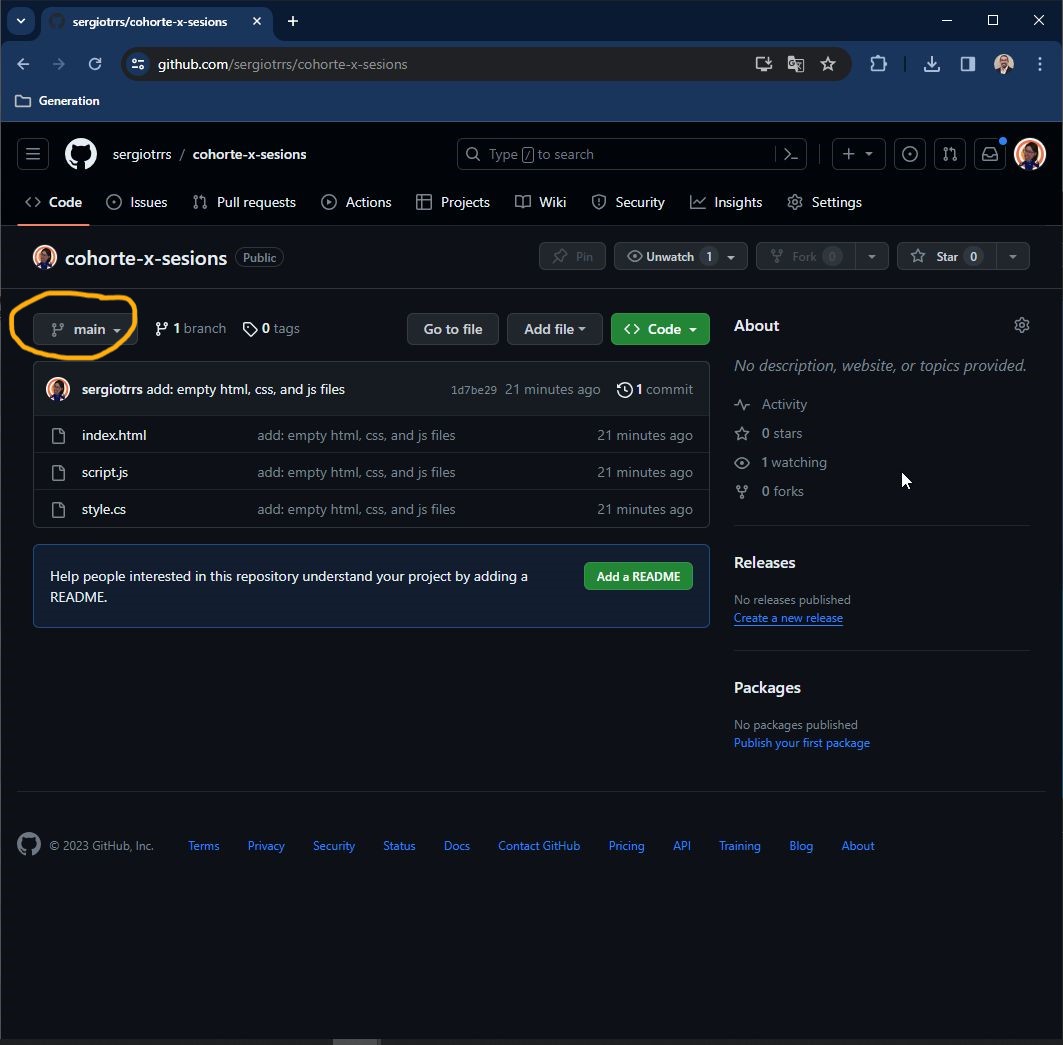 sergiotrrs/cohorte-x-sesions
github.com/sergiotrrs/cohorte-x-sesions
Generation
sergiotrrs / cohorte-x-sesions
Type / to search
Code Issues Pull requests Actions Projects Wiki Security Insights Settings
cohorte-x-sesions Public Pin Unwatch 1 Fork 0 Star 0
main 1 branch 0 tags Go to file Add file Code
sergiotrrs add: empty html, css, and js files 1d7be29 21 minutes ago 1 commit
index.html add: empty html, css, and js files 21 minutes ago
script.js add: empty html, css, and js files 21 minutes ago
style.cs add: empty html, css, and js files 21 minutes ago
Help people interested in this repository understand your project by adding a
README.
Add a README
About
No description, website, or topics provided.
Activity
0 stars
1 watching
0 forks
Releases
No releases published
Create a new release
Packages
No packages published
Publish your first package
© 2023 GitHub, Inc. Terms Privacy Security Status Docs Contact GitHub Pricing API Training Blog About